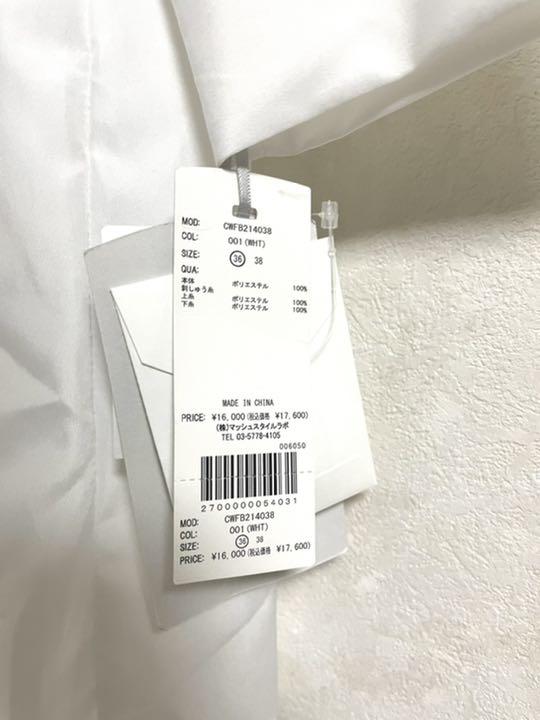 MOD: CWFB214038
COL: 001(WHT)
SIZE: 36 38
QUA:
本体 ポリエステル 100%
刺しゅう糸
上糸 ポリエステル 100%
下糸 ポリエステル 100%
MADE IN CHINA
PRICE: ¥16,000(税込価格 ¥17,600)
(株)マッシュスタイルラボ
TEL 03-5778-4105
006050
2700000054031
MOD: CWFB214038
COL: 001(WHT)
SIZE: 36 38
PRICE: ¥16,000(税込価格 ¥17,600)